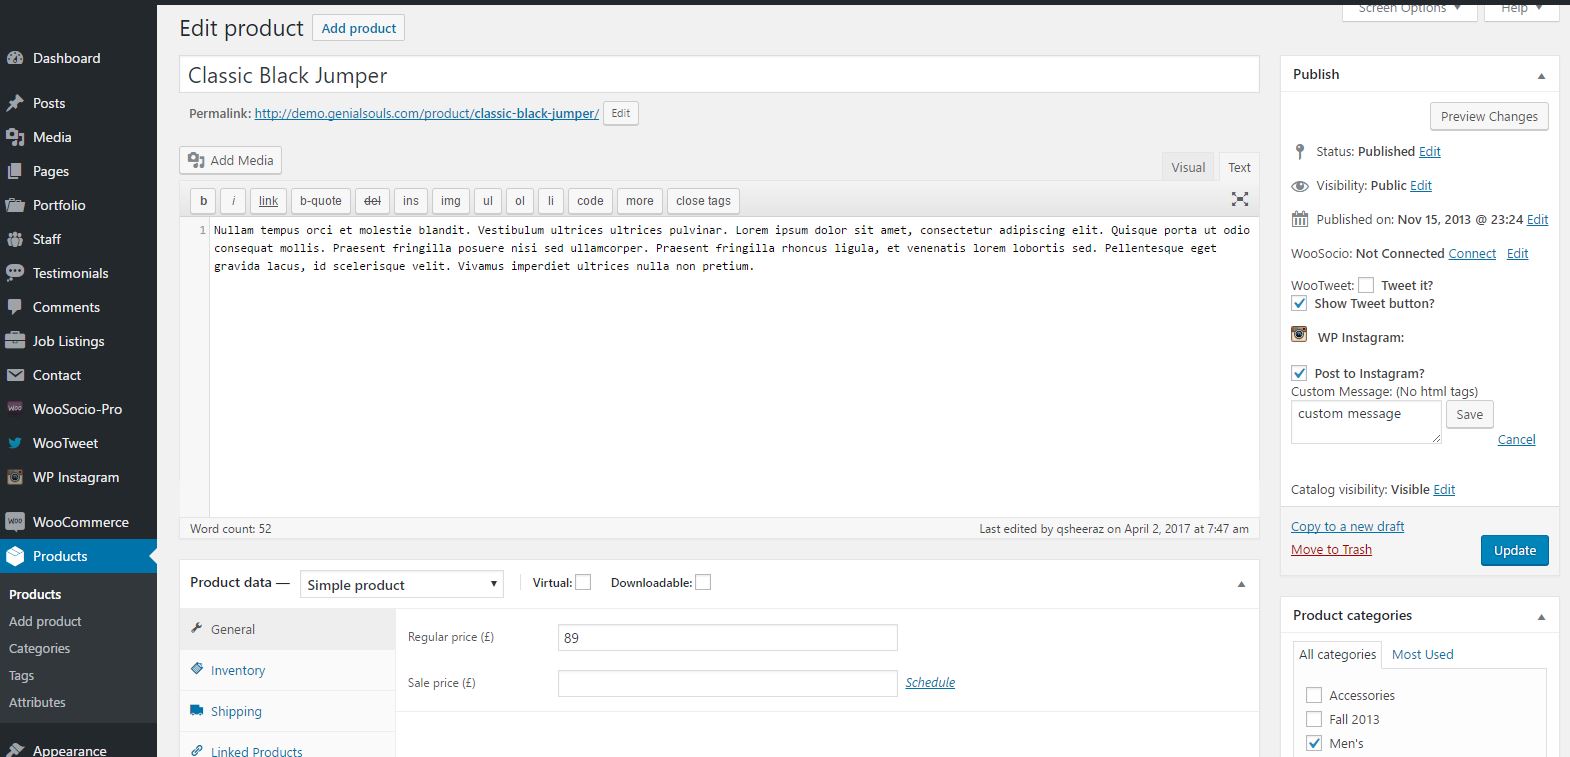 Screen Options
Help
Edit product
Add product
Dashboard
Posts
Media
Pages
Portfolio
Staff
Testimonials
Comments
Job Listings
Contact
WooSocio-Pro
WooTweet
WP Instagram
WooCommerce
Products
Products
Add product
Categories
Tags
Attributes
Appearance
Classic Black Jumper
Permalink: http://demo.genialsouls.com/product/classic-black-jumper/ Edit
Add Media
Visual Text
b i link b-quote del ins img ul ol li code more close tags
1 Nullam tempus orci et molestie blandit. Vestibulum ultrices ultrices pulvinar. Lorem ipsum dolor sit amet, consectetur adipiscing elit. Quisque porta ut odio
consequat mollis. Praesent fringilla posuere nisi sed ullamcorper. Praesent fringilla rhoncus ligula, et venenatis lorem lobortis sed. Pellentesque eget
gravida lacus, id scelerisque velit. Vivamus imperdiet ultrices nulla non pretium.
Word count: 52 Last edited by qsheeraz on April 2, 2017 at 7:47 am
Product data — Simple product Virtual: Downloadable:
General
Inventory
Shipping
Linked Products
Regular price (£) 89
Sale price (£) Schedule
Publish
Preview Changes
Status: Published Edit
Visibility: Public Edit
Published on: Nov 15, 2013 @ 23:24 Edit
WooSocio: Not Connected Connect Edit
WooTweet: Tweet it?
Show Tweet button?
WP Instagram:
Post to Instagram?
Custom Message: (No html tags)
custom message Save
Cancel
Catalog visibility: Visible Edit
Copy to a new draft
Move to Trash Update
Product categories
All categories Most Used
Accessories
Fall 2013
Men's